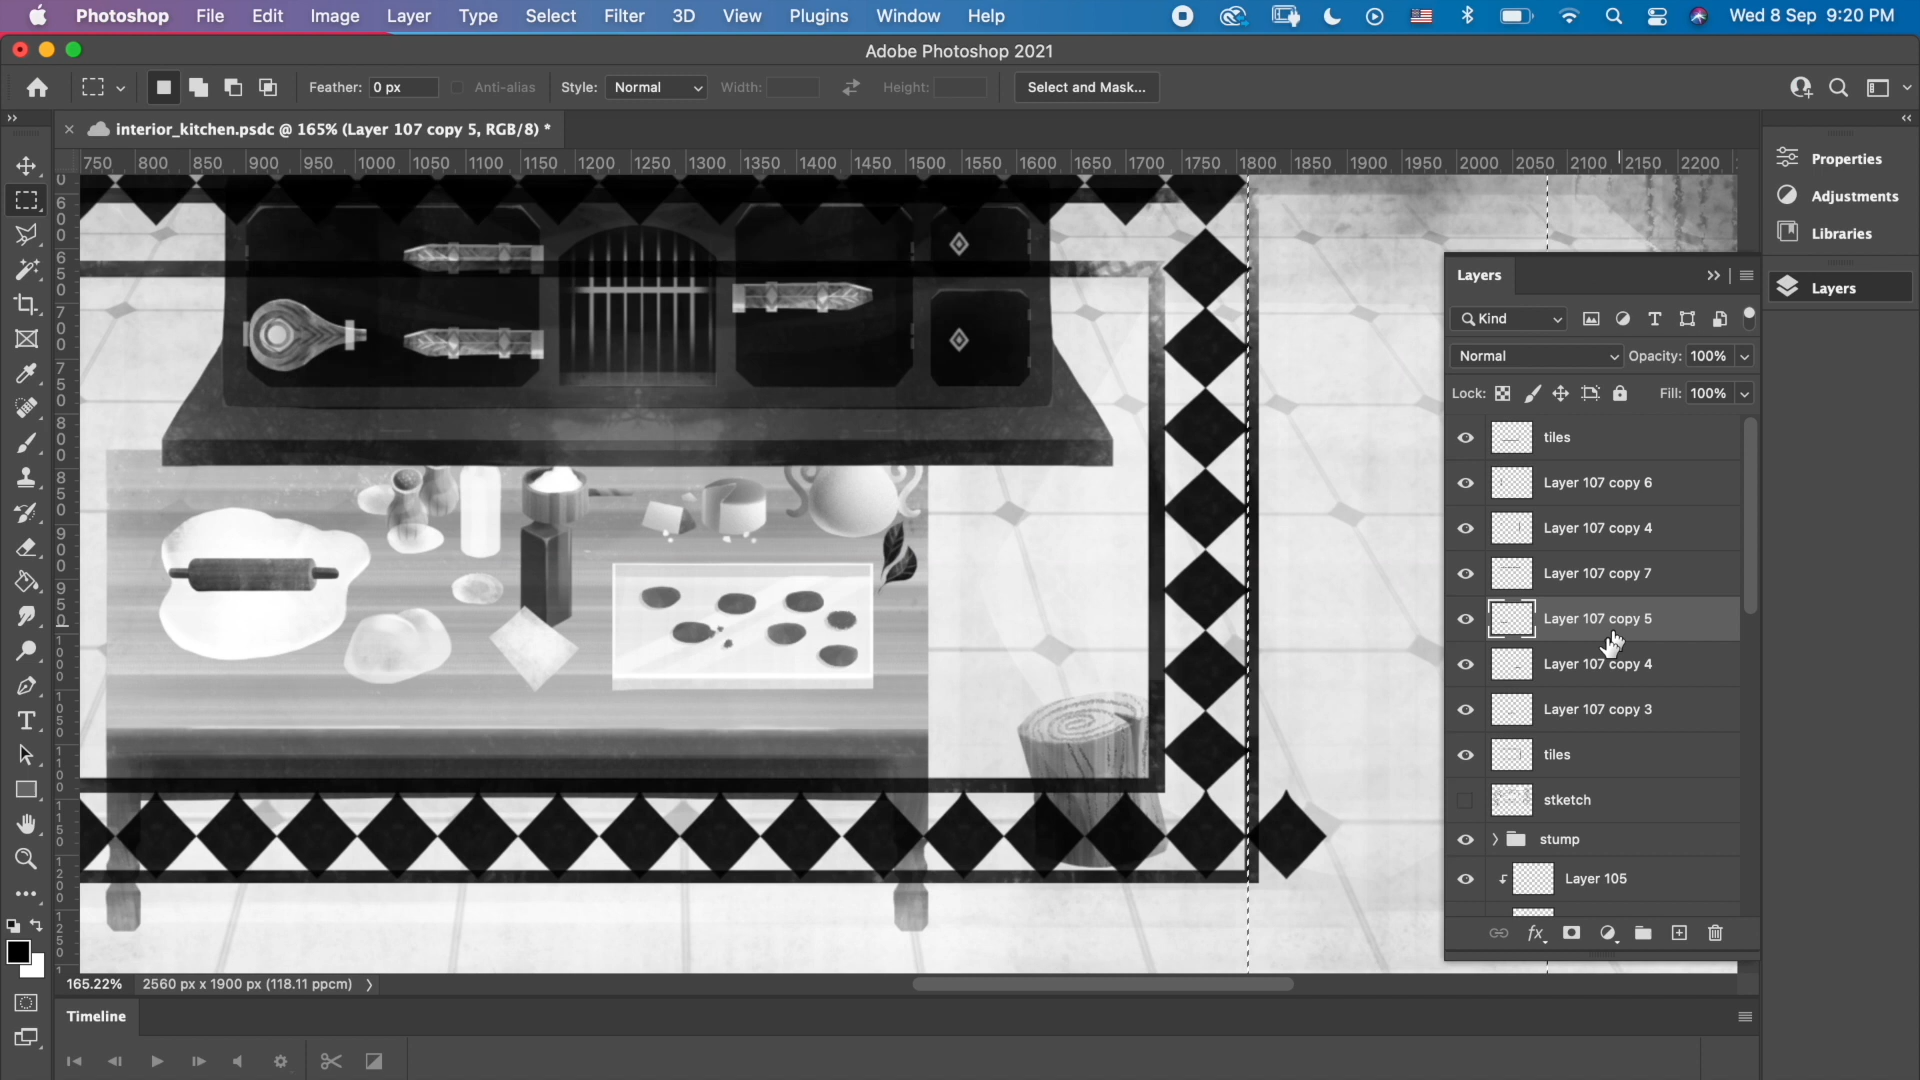 Photoshop File Edit Image Layer Type Select Filter 3D View Plugins Window Help Wed 8 Sep 9:20 PM
Adobe Photoshop 2021
Feather: 0 px Anti-alias Style: Normal Width: Height: Select and Mask...
interior_kitchen.psdc @ 165% (Layer 107 copy 5, RGB/8) *
750 800 850 900 950 1000 1050 1100 1150 1200 1250 1300 1350 1400 1450 1500 1550 1600 1650 1700 1750 1800 1850 1900 1950 2000 2050 2100 2150 2200
Properties
Adjustments
Libraries
Layers
Layers
Kind
Normal Opacity: 100%
Lock: Fill: 100%
tiles
Layer 107 copy 6
Layer 107 copy 4
Layer 107 copy 7
Layer 107 copy 5
Layer 107 copy 4
Layer 107 copy 3
tiles
stketch
stump
Layer 105
fx
165.22% 2560 px x 1900 px (118.11 ppcm)
Timeline